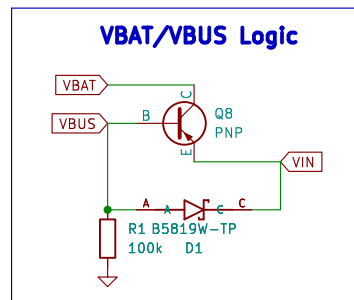 VBAT/VBUS Logic
VBAT
C
Q8
B
PNP
VBUS
E
VIN
A A C C
R1 B5819W-TP
100k D1